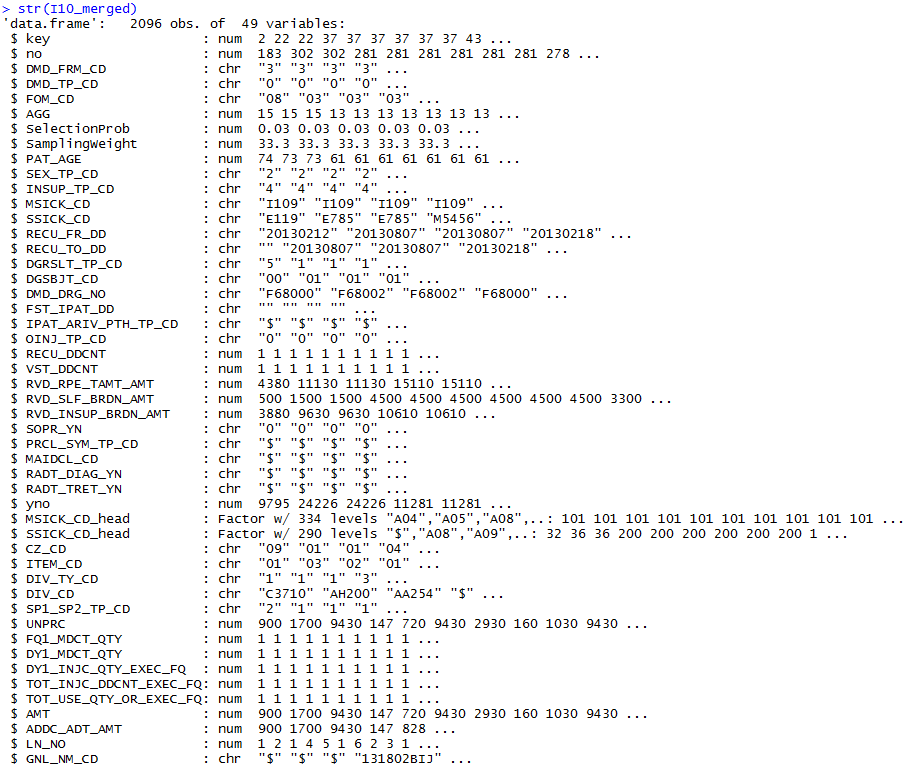 > str(I10_merged)
'data.frame':   2096 obs. of  49 variables:
 $ key                   : num  2 22 22 37 37 37 37 37 37 43 ...
 $ no                    : num  183 302 302 281 281 281 281 281 281 278 ...
 $ DMD_FRM_CD            : chr  "3" "3" "3" "3" ...
 $ DMD_TP_CD             : chr  "0" "0" "0" "0" ...
 $ FOM_CD                : chr  "08" "03" "03" "03" ...
 $ AGG                   : num  15 15 15 13 13 13 13 13 13 13 ...
 $ SelectionProb         : num  0.03 0.03 0.03 0.03 0.03 ...
 $ SamplingWeight        : num  33.3 33.3 33.3 33.3 33.3 ...
 $ PAT_AGE               : num  74 73 73 61 61 61 61 61 61 61 ...
 $ SEX_TP_CD             : chr  "2" "2" "2" "2" ...
 $ INSUP_TP_CD           : chr  "4" "4" "4" "4" ...
 $ MSICK_CD              : chr  "I109" "I109" "I109" "I109" ...
 $ SSICK_CD              : chr  "E119" "E785" "E785" "M5456" ...
 $ RECU_FR_DD            : chr  "20130212" "20130807" "20130807" "20130218" ...
 $ RECU_TO_DD            : chr  "" "20130807" "20130807" "20130218" ...
 $ DGRSLT_TP_CD          : chr  "5" "1" "1" "1" ...
 $ DGSBJT_CD             : chr  "00" "01" "01" "01" ...
 $ DMD_DRG_NO            : chr  "F68000" "F68002" "F68002" "F68000" ...
 $ FST_IPAT_DD           : chr  "" "" "" "" ...
 $ IPAT_ARIV_PTH_TP_CD   : chr  "$" "$" "$" "$" ...
 $ OINJ_TP_CD            : chr  "0" "0" "0" "0" ...
 $ RECU_DDCNT            : num  1 1 1 1 1 1 1 1 1 1 ...
 $ VST_DDCNT             : num  1 1 1 1 1 1 1 1 1 1 ...
 $ RVD_RPE_TAMT_AMT      : num  4380 11130 11130 15110 15110 ...
 $ RVD_SLF_BRDN_AMT      : num  500 1500 1500 4500 4500 4500 4500 4500 4500 3300 ...
 $ RVD_INSUP_BRDN_AMT    : num  3880 9630 9630 10610 10610 ...
 $ SOPR_YN               : chr  "0" "0" "0" "0" ...
 $ PRCL_SYM_TP_CD        : chr  "$" "$" "$" "$" ...
 $ MAIDCL_CD             : chr  "$" "$" "$" "$" ...
 $ RADT_DIAG_YN          : chr  "$" "$" "$" "$" ...
 $ RADT_TRET_YN          : chr  "$" "$" "$" "$" ...
 $ yno                   : num  9795 24226 24226 11281 11281 ...
 $ MSICK_CD_head         : Factor w/ 334 levels "A04","A05","A08",..: 101 101 101 101 101 101 101 101 101 101 ...
 $ SSICK_CD_head         : Factor w/ 290 levels "$","A08","A09",..: 32 36 36 200 200 200 200 200 200 1 ...
 $ CZ_CD                 : chr  "09" "01" "01" "04" ...
 $ ITEM_CD               : chr  "01" "03" "02" "01" ...
 $ DIV_TY_CD             : chr  "1" "1" "1" "3" ...
 $ DIV_CD                : chr  "C3710" "AH200" "AA254" "$" ...
 $ SP1_SP2_TP_CD         : chr  "2" "1" "1" "1" ...
 $ UNPRC                 : num  900 1700 9430 147 720 9430 2930 160 1030 9430 ...
 $ FQ1_MDCT_QTY          : num  1 1 1 1 1 1 1 1 1 1 ...
 $ DY1_MDCT_QTY          : num  1 1 1 1 1 1 1 1 1 1 ...
 $ DY1_INJC_QTY_EXEC_FQ  : num  1 1 1 1 1 1 1 1 1 1 ...
 $ TOT_INJC_DDCNT_EXEC_FQ: num  1 1 1 1 1 1 1 1 1 1 ...
 $ TOT_USE_QTY_OR_EXEC_FQ: num  1 1 1 1 1 1 1 1 1 1 ...
 $ AMT                   : num  900 1700 9430 147 720 9430 2930 160 1030 9430 ...
 $ ADDC_ADT_AMT          : num  900 1700 9430 147 828 ...
 $ LN_NO                 : num  1 2 1 4 5 1 6 2 3 1 ...
 $ GNL_NM_CD             : chr  "$" "$" "$" "131802BIJ" ...